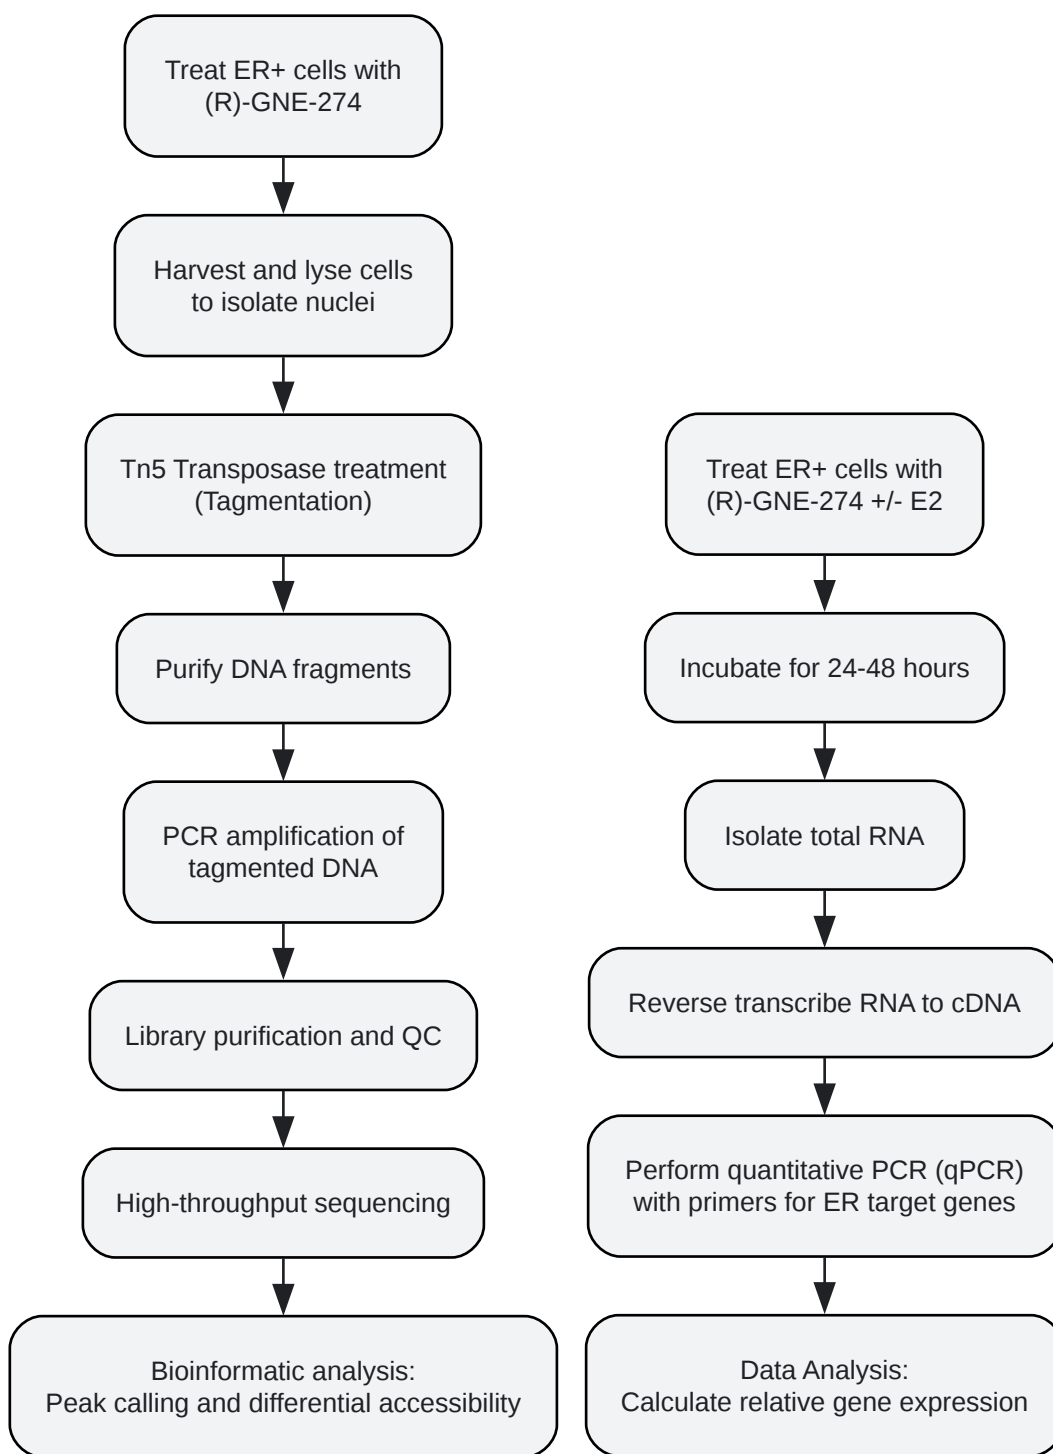 Treat ER+ cells with
(R)-GNE-274
Harvest and lyse cells
to isolate nuclei
Tn5 Transposase treatment
(Tagmentation)
Purify DNA fragments
PCR amplification of
tagmented DNA
Library purification and QC
High-throughput sequencing
Bioinformatic analysis:
Peak calling and differential accessibility
Treat ER+ cells with
(R)-GNE-274 +/- E2
Incubate for 24-48 hours
Isolate total RNA
Reverse transcribe RNA to cDNA
Perform quantitative PCR (qPCR)
with primers for ER target genes
Data Analysis:
Calculate relative gene expression